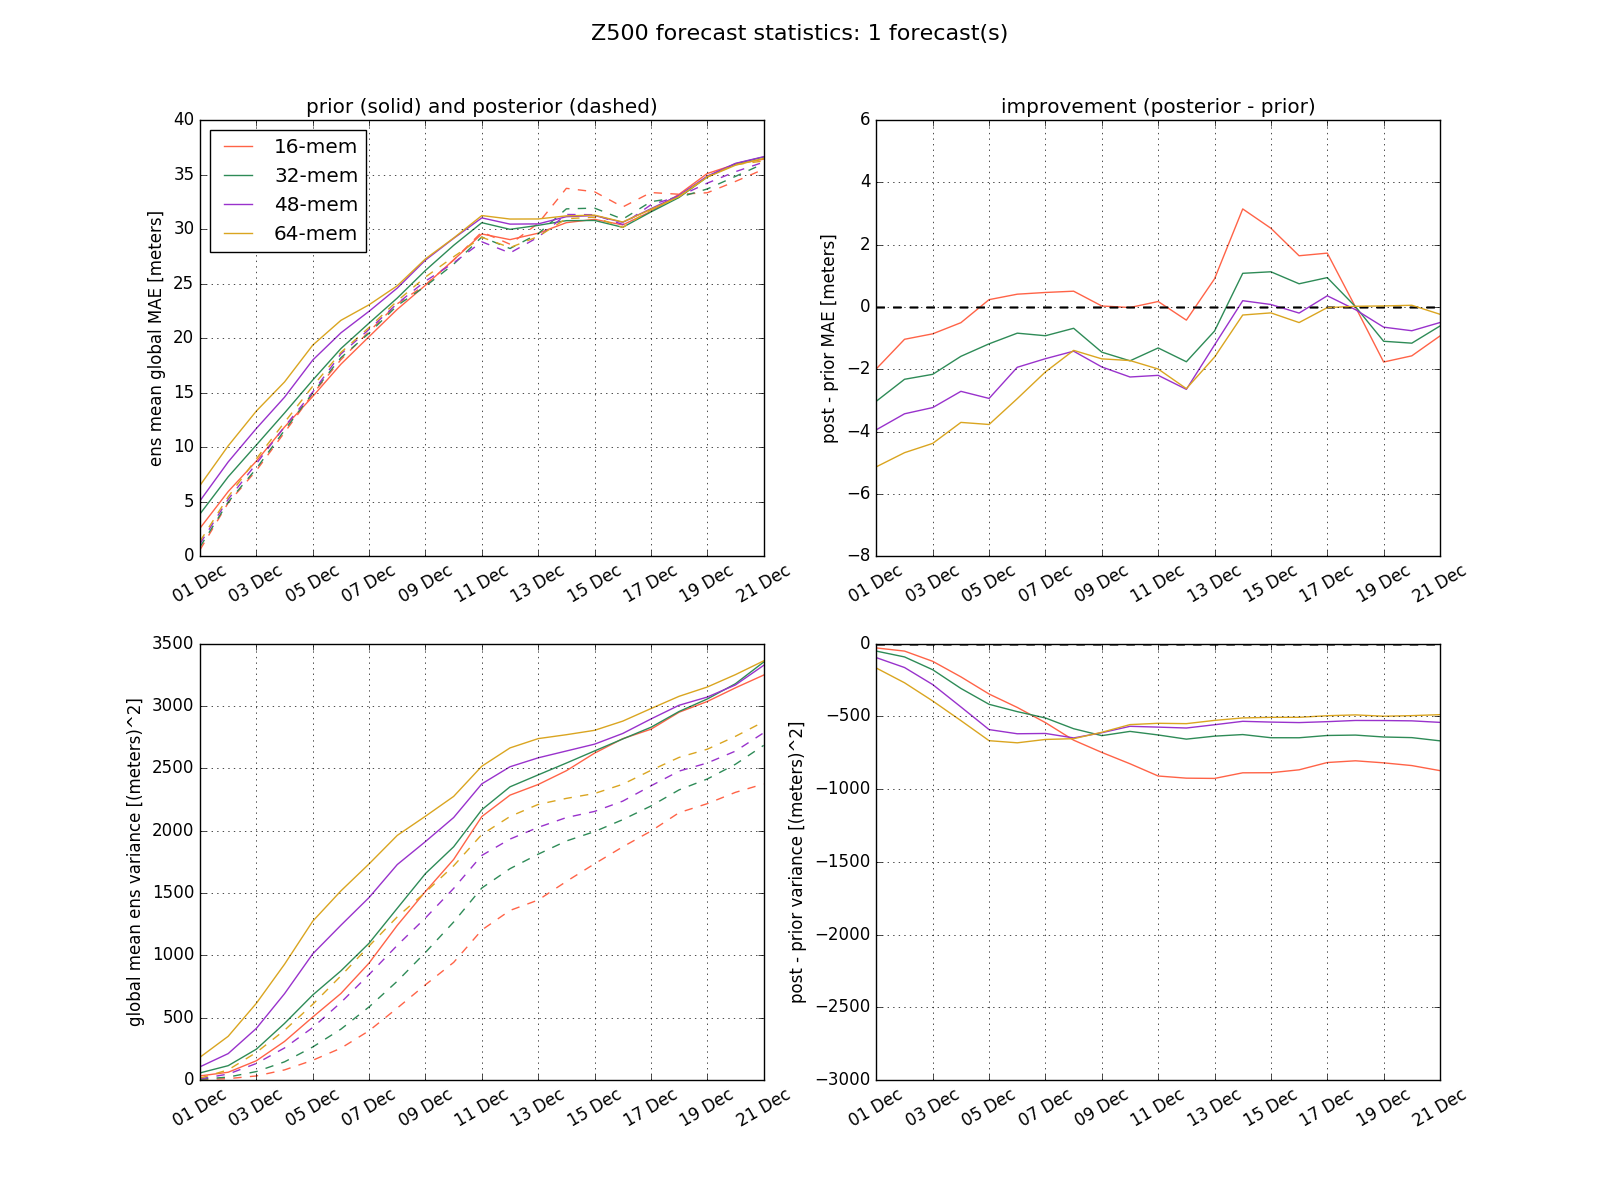 Z500 forecast statistics: 1 forecast(s)
prior (solid) and posterior (dashed)
ens mean global MAE [meters]
40
35
30
25
20
15
10
5
0
16-mem
32-mem
48-mem
64-mem
01 Dec 03 Dec 05 Dec 07 Dec 09 Dec 11 Dec 13 Dec 15 Dec 17 Dec 19 Dec 21 Dec
improvement (posterior - prior)
post - prior MAE [meters]
6
4
2
0
−2
−4
−6
−8
01 Dec 03 Dec 05 Dec 07 Dec 09 Dec 11 Dec 13 Dec 15 Dec 17 Dec 19 Dec 21 Dec
global mean ens variance [(meters)^2]
3500
3000
2500
2000
1500
1000
500
0
01 Dec 03 Dec 05 Dec 07 Dec 09 Dec 11 Dec 13 Dec 15 Dec 17 Dec 19 Dec 21 Dec
post - prior variance [(meters)^2]
0
−500
−1000
−1500
−2000
−2500
−3000
01 Dec 03 Dec 05 Dec 07 Dec 09 Dec 11 Dec 13 Dec 15 Dec 17 Dec 19 Dec 21 Dec